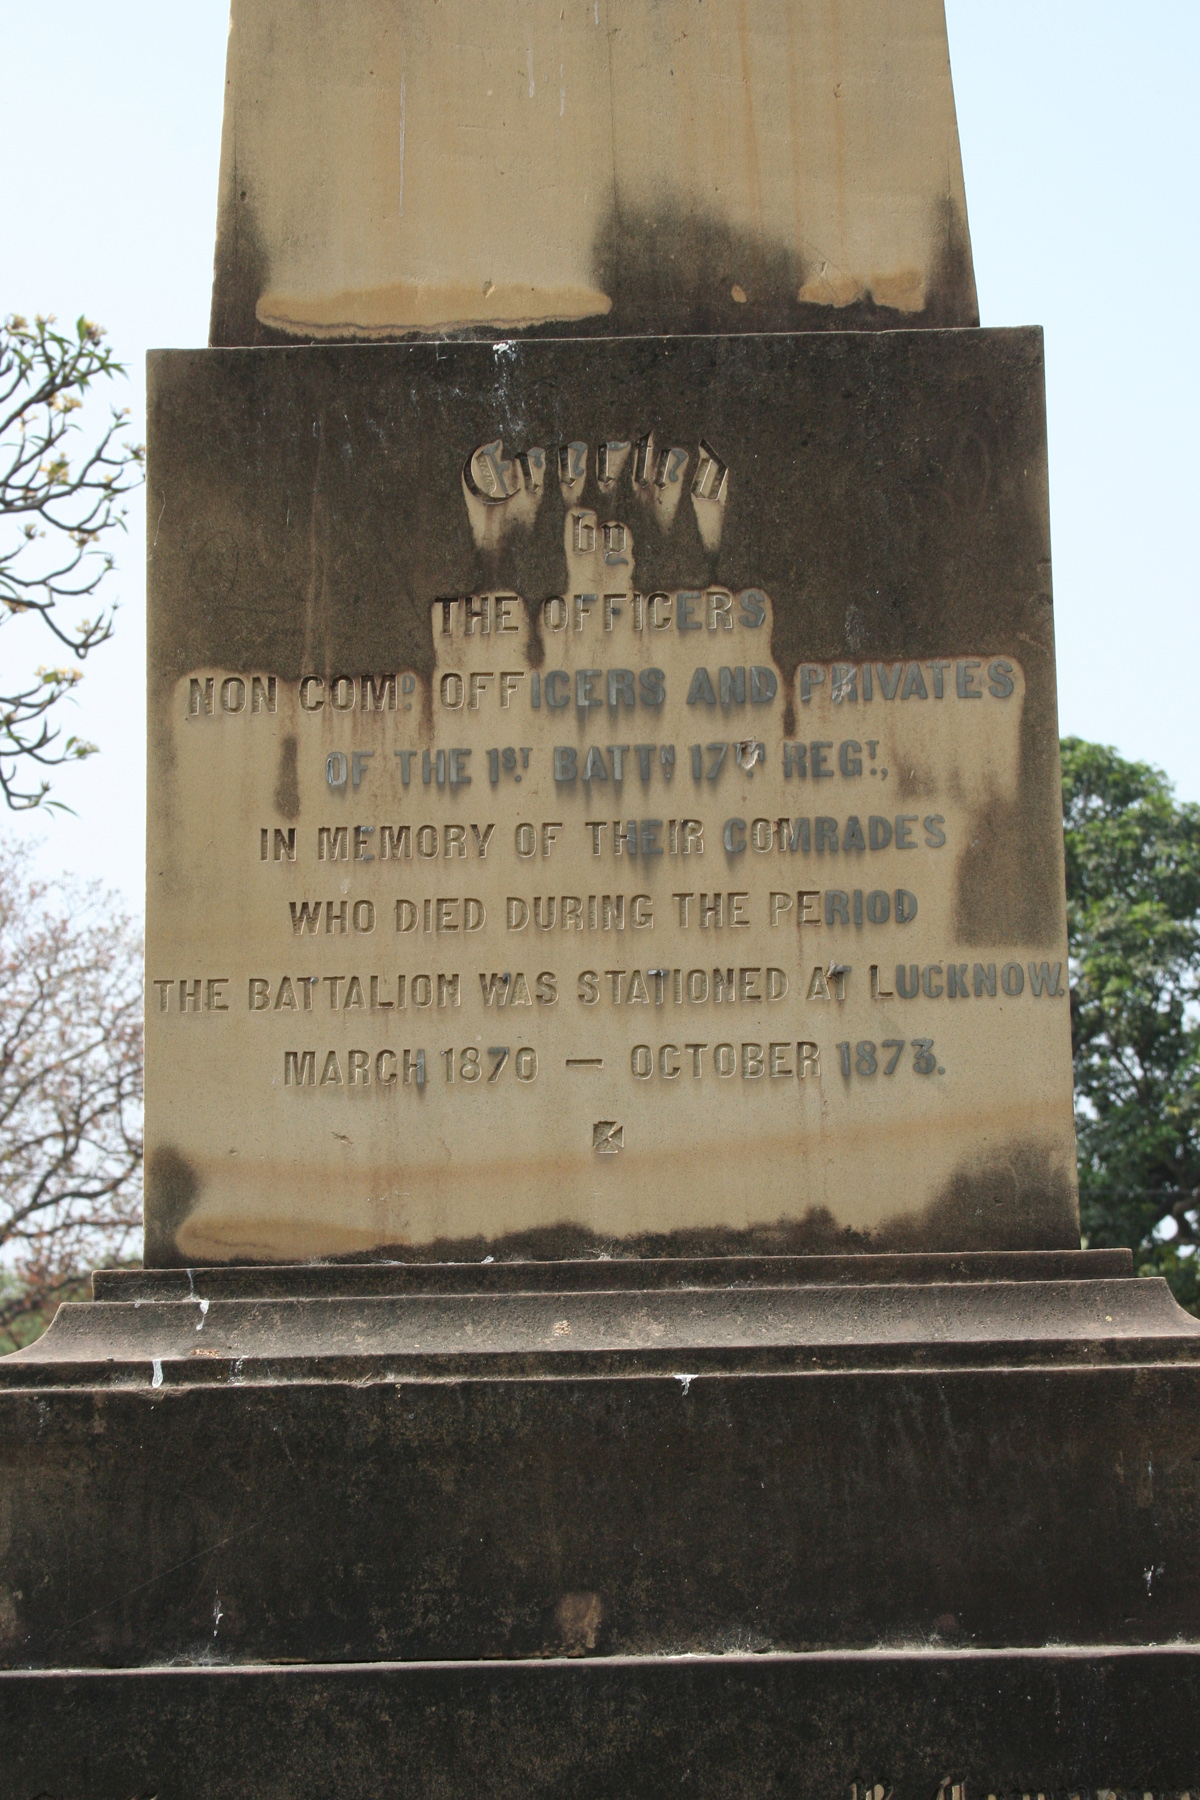 Erected
by
THE OFFICERS
NON COMD. OFFICERS AND PRIVATES
OF THE 1ST. BATTN. 17TH. REGT.,
IN MEMORY OF THEIR COMRADES
WHO DIED DURING THE PERIOD
THE BATTALION WAS STATIONED AT LUCKNOW.
MARCH 1870 — OCTOBER 1873.